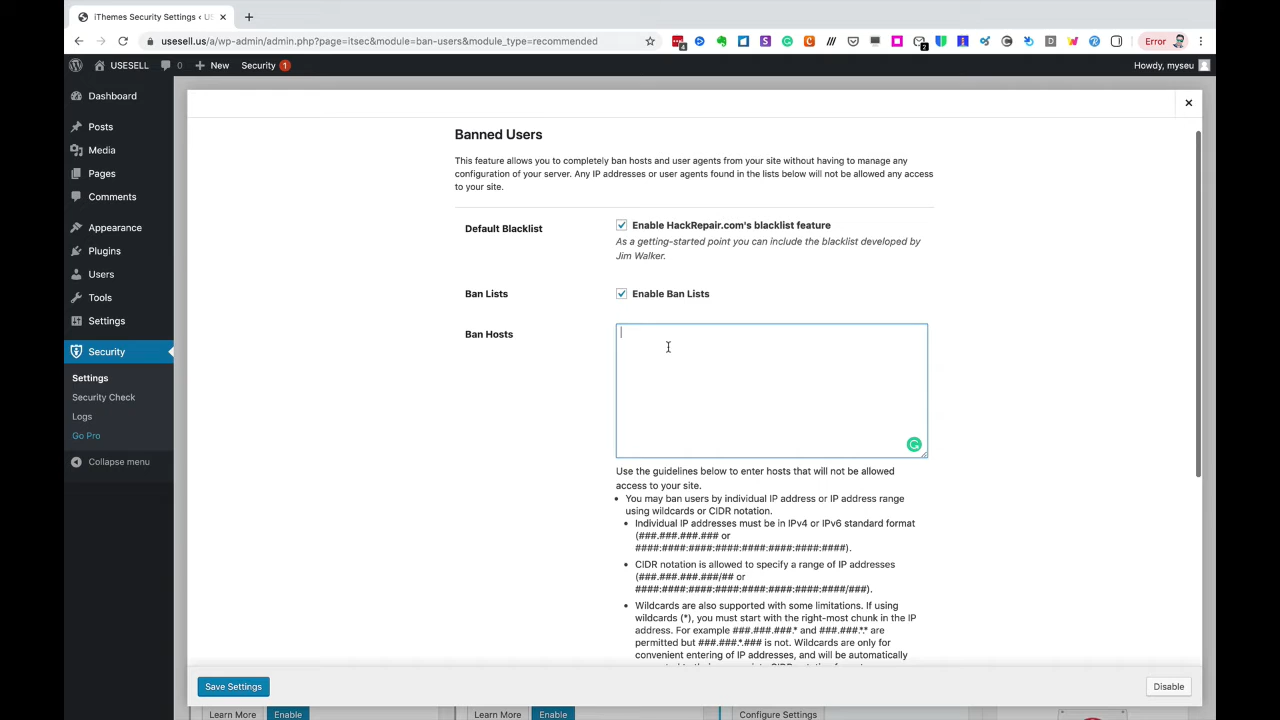 iThemes Security Settings ‹ US
usesell.us/a/wp-admin/admin.php?page=itsec&module=ban-users&module_type=recommended
Error
USESELL
0
New
Security 1
Howdy, myseu
Dashboard
Posts
Media
Pages
Comments
Appearance
Plugins
Users
Tools
Settings
Security
Settings
Security Check
Logs
Go Pro
Collapse menu
Banned Users
This feature allows you to completely ban hosts and user agents from your site without having to manage any
configuration of your server. Any IP addresses or user agents found in the lists below will not be allowed any access
to your site.
Default Blacklist
Enable HackRepair.com's blacklist feature
As a getting-started point you can include the blacklist developed by
Jim Walker.
Ban Lists
Enable Ban Lists
Ban Hosts
Use the guidelines below to enter hosts that will not be allowed
access to your site.
• You may ban users by individual IP address or IP address range
using wildcards or CIDR notation.
• Individual IP addresses must be in IPv4 or IPv6 standard format
(###.###.###.### or
####:####:####:####:####:####:####:####).
• CIDR notation is allowed to specify a range of IP addresses
(###.###.###.###/## or
####:####:####:####:####:####:####:####/###).
• Wildcards are also supported with some limitations. If using
wildcards (*), you must start with the right-most chunk in the IP
address. For example ###.###.###.* and ###.###.*.* are
permitted but ###.###.*.### is not. Wildcards are only for
convenient entering of IP addresses, and will be automatically
Save Settings
Disable
Learn More
Enable
Learn More
Enable
Configure Settings